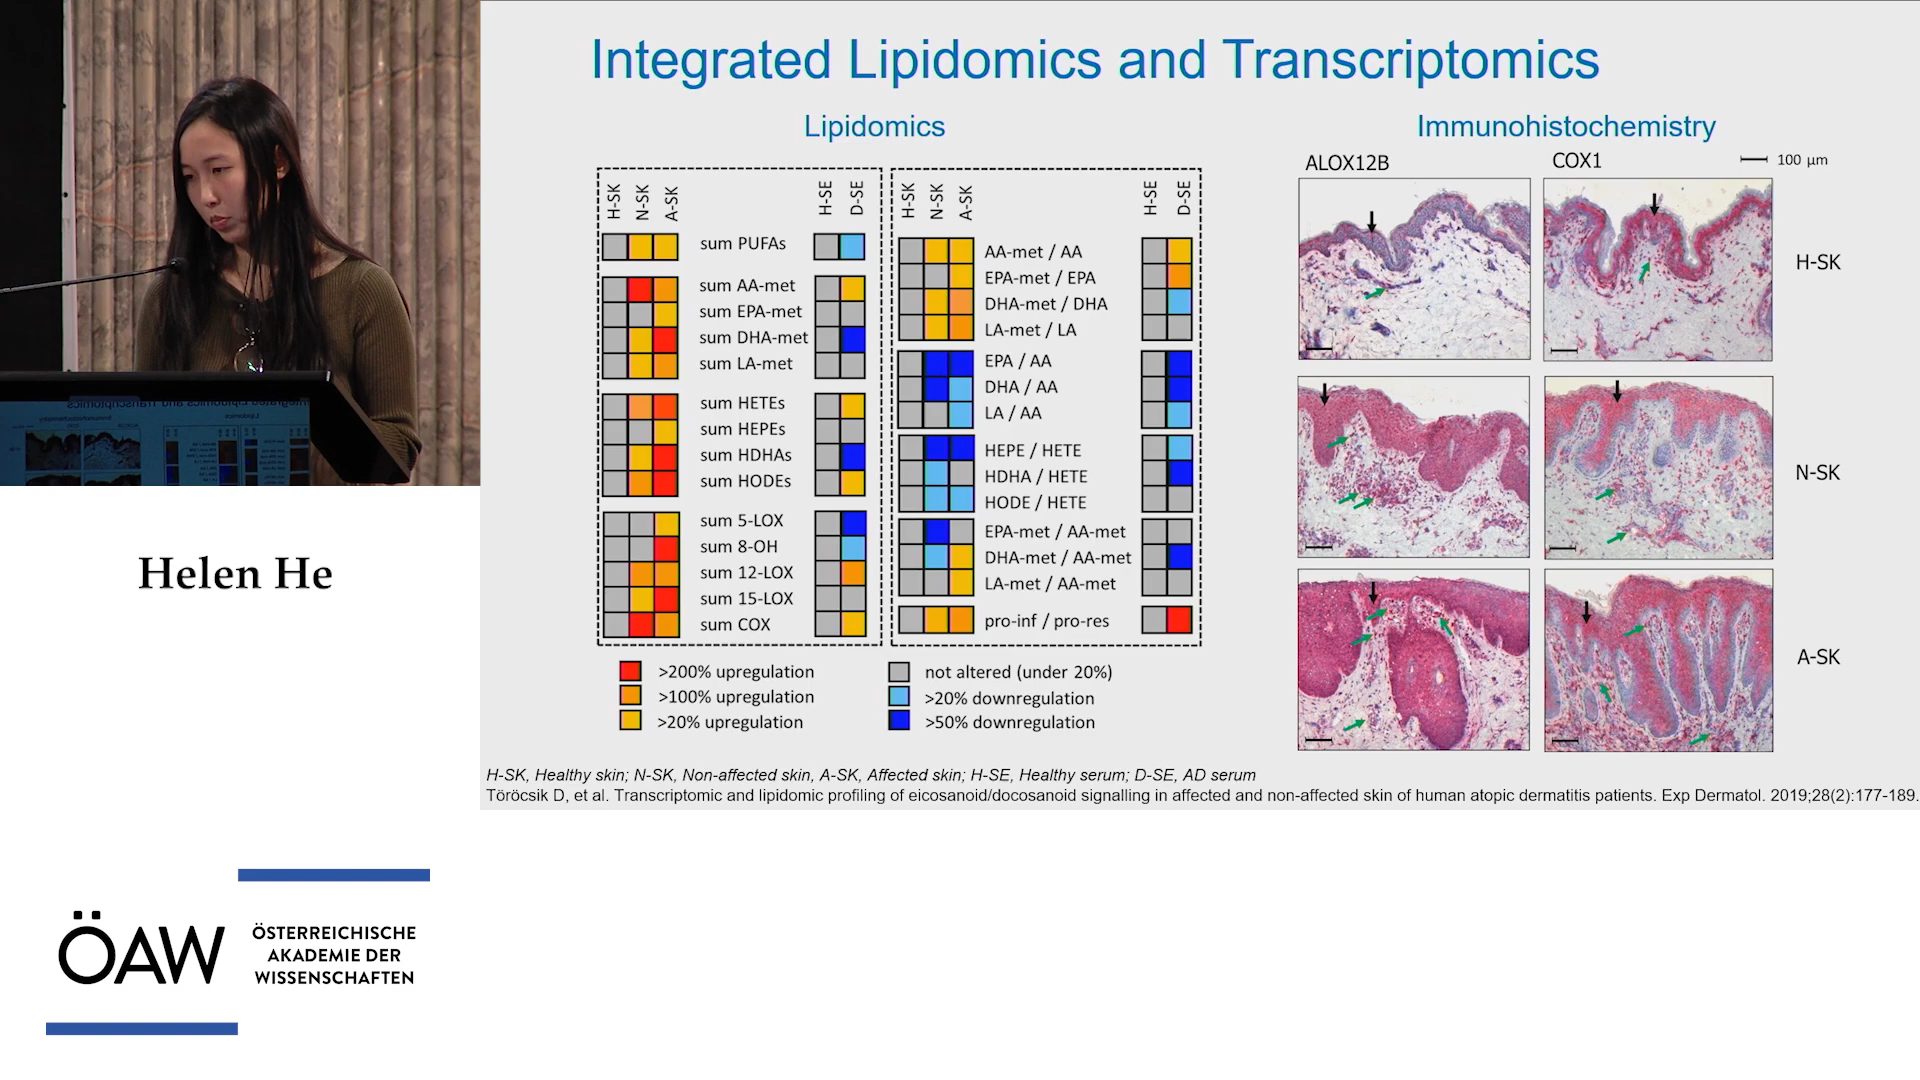 Integrated Lipidomics and Transcriptomics
Lipidomics
H-SK
N-SK
A-SK
H-SE
D-SE
sum PUFAs
sum AA-met
sum EPA-met
sum DHA-met
sum LA-met
sum HETEs
sum HEPEs
sum HDHAs
sum HODEs
sum 5-LOX
sum 8-OH
sum 12-LOX
sum 15-LOX
sum COX
H-SK
N-SK
A-SK
H-SE
D-SE
AA-met / AA
EPA-met / EPA
DHA-met / DHA
LA-met / LA
EPA / AA
DHA / AA
LA / AA
HEPE / HETE
HDHA / HETE
HODE / HETE
EPA-met / AA-met
DHA-met / AA-met
LA-met / AA-met
pro-inf / pro-res
>200% upregulation
>100% upregulation
>20% upregulation
not altered (under 20%)
>20% downregulation
>50% downregulation
Immunohistochemistry
ALOX12B
COX1
100 µm
H-SK
N-SK
A-SK
H-SK, Healthy skin; N-SK, Non-affected skin, A-SK, Affected skin; H-SE, Healthy serum; D-SE, AD serum
Töröcsik D, et al. Transcriptomic and lipidomic profiling of eicosanoid/docosanoid signalling in affected and non-affected skin of human atopic dermatitis patients. Exp Dermatol. 2019;28(2):177-189.
Helen He
ÖAW
ÖSTERREICHISCHE
AKADEMIE DER
WISSENSCHAFTEN